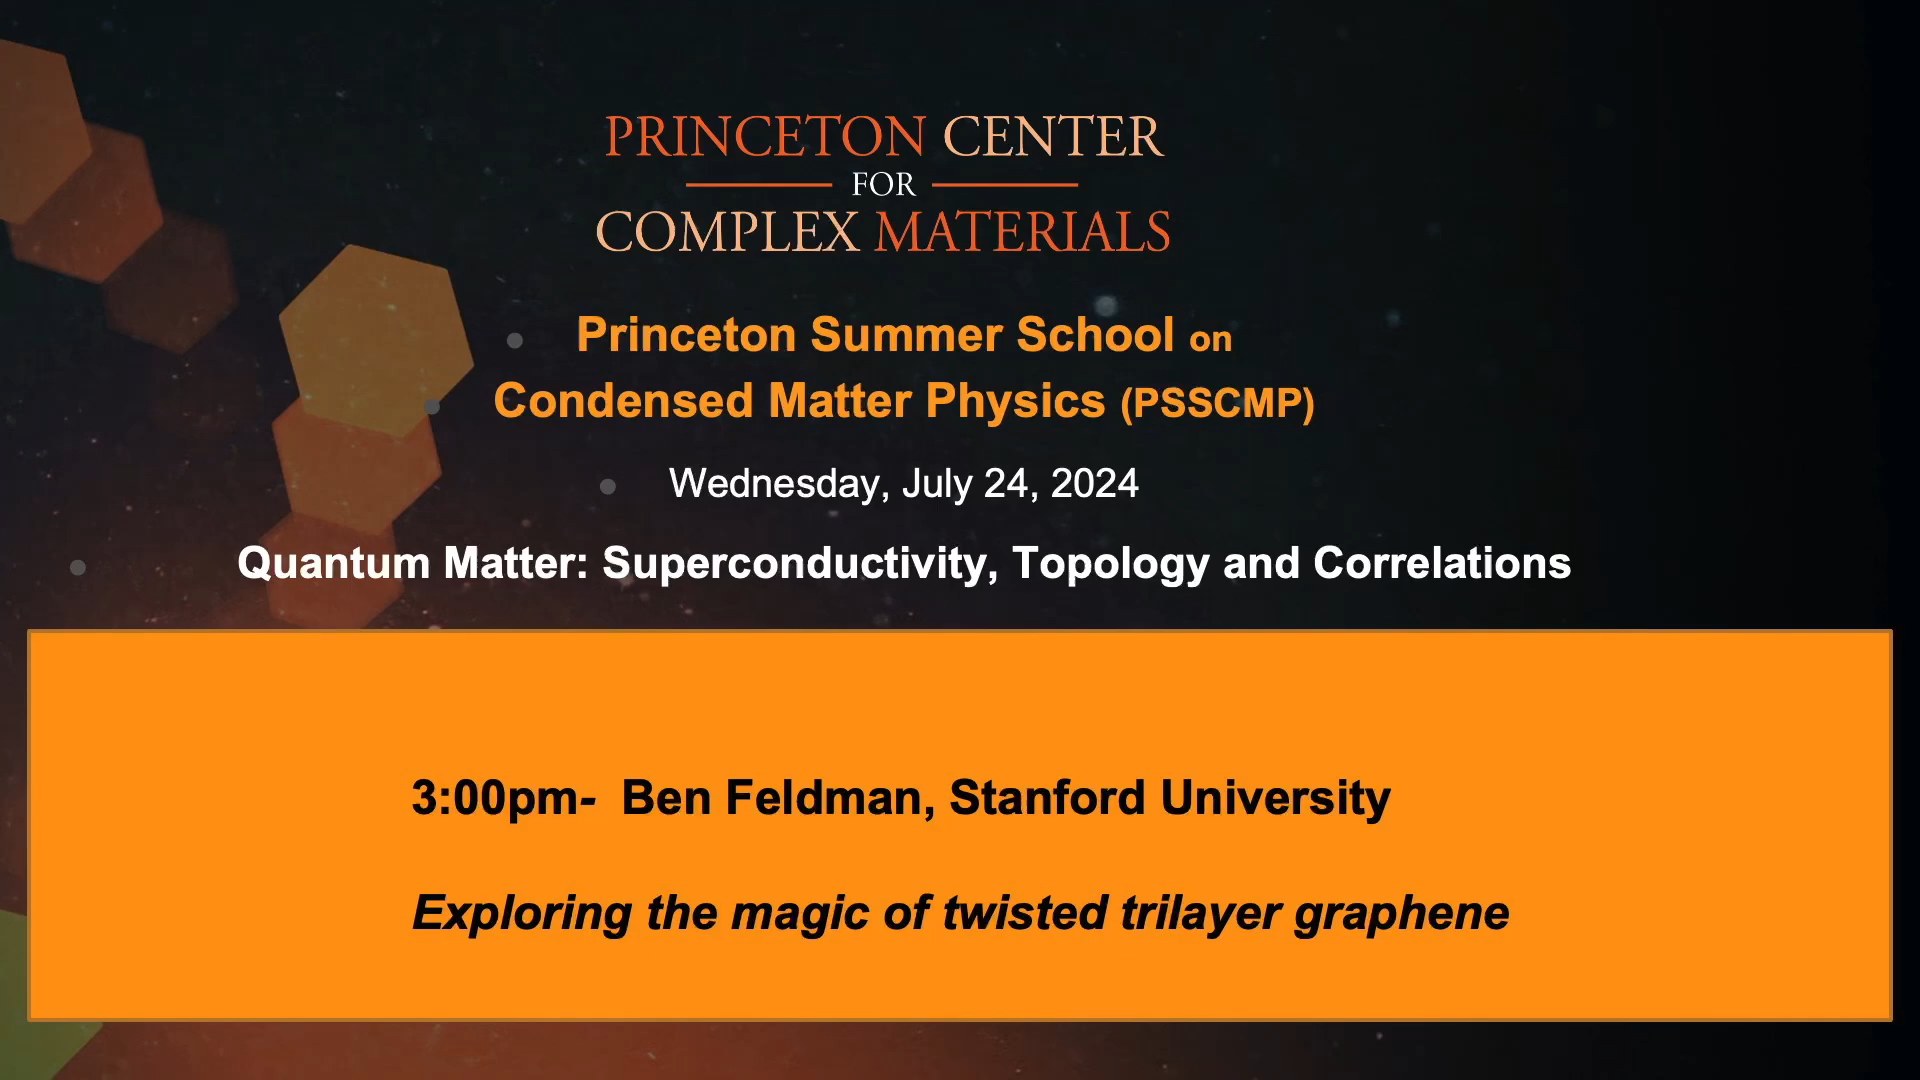 PRINCETON CENTER
FOR
COMPLEX MATERIALS
Princeton Summer School on
Condensed Matter Physics (PSSCMP)
Wednesday, July 24, 2024
Quantum Matter: Superconductivity, Topology and Correlations
3:00pm-  Ben Feldman, Stanford University
Exploring the magic of twisted trilayer graphene